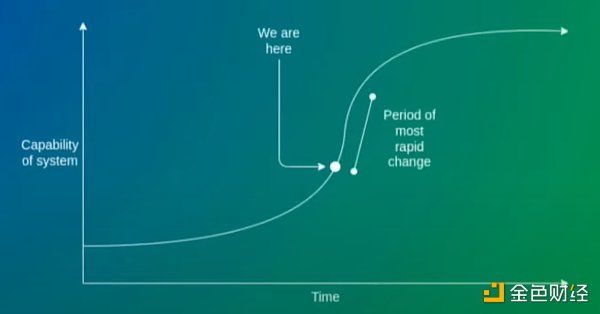 We are
here
Capability
of system
Period of
most
rapid
change
Time
金色财经